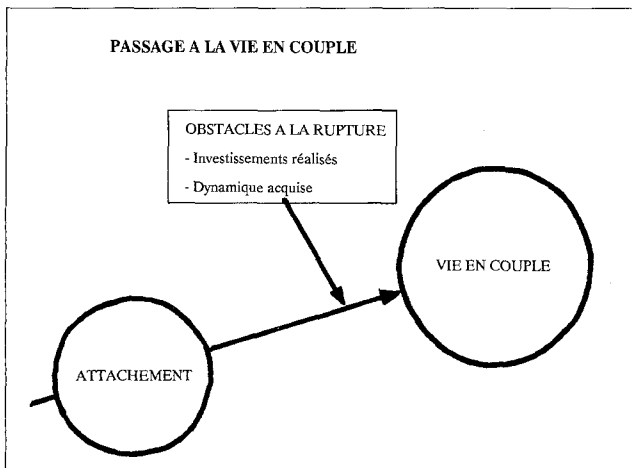 PASSAGE A LA VIE EN COUPLE
OBSTACLES A LA RUPTURE
- Investissements réalisés
- Dynamique acquise
VIE EN COUPLE
ATTACHEMENT